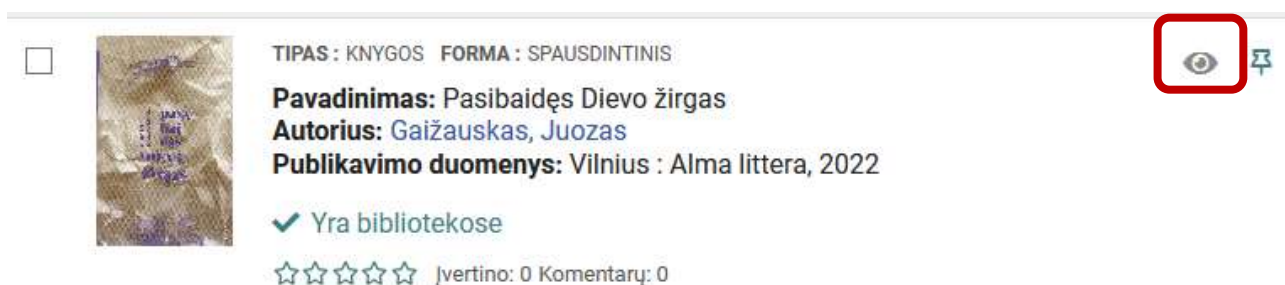 TIPAS : KNYGOS FORMA : SPAUSDINTINIS
Pavadinimas: Pasibaidęs Dievo žirgas
Autorius: Gaižauskas, Juozas
Publikavimo duomenys: Vilnius : Alma littera, 2022
Yra bibliotekose
Įvertino: 0 Komentarų: 0